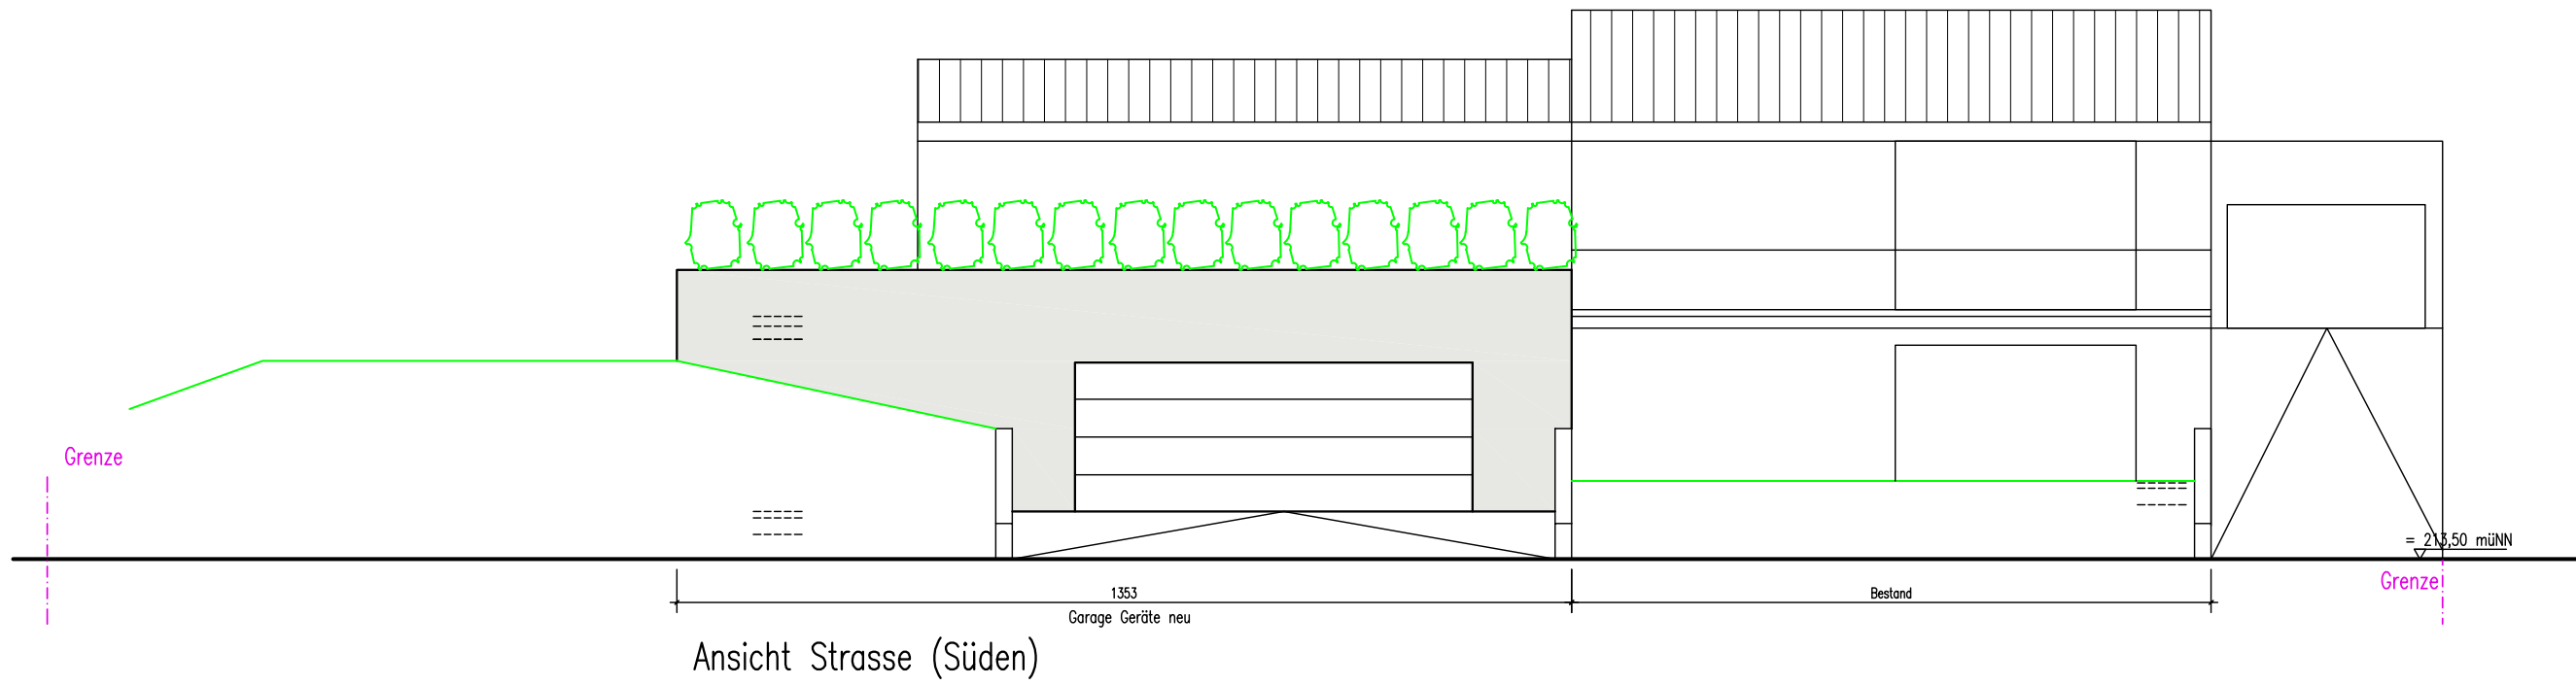 Grenze
= 213,50 müNN
Grenze
1353
Bestand
Garage Geräte neu
Ansicht Strasse (Süden)